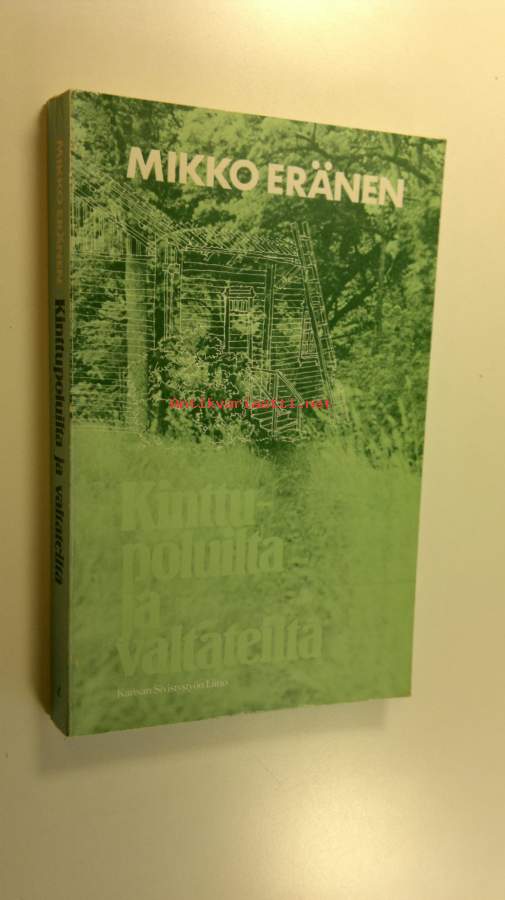 MIKKO ERÄNEN
Kinttu-
poluilta
ja
valtateiltä
Kansan Sivistystyön Liitto
MIKKO ERÄNEN Kinttupoluilta ja valtateiltä
antikvariaatti.net